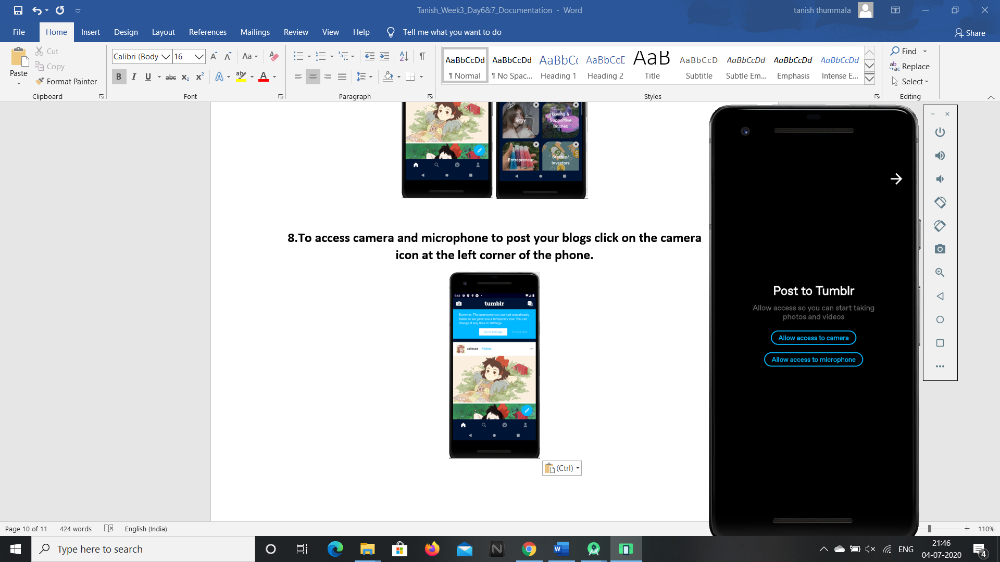 Tanish_Week3_Day6&7_Documentation - Word
tanish thummala
File Home Insert Design Layout References Mailings Review View Help Tell me what you want to do
Share
Paste
Cut
Copy
Format Painter
Clipboard
Calibri (Body 16
Font
Paragraph
AaBbCcDd AaBbCcDd AaBbC AaBbCcD AaB AaBbCcD AaBbCcDd AaBbCcDd AaBbCcDd
¶ Normal ¶ No Spac... Heading 1 Heading 2 Title Subtitle Subtle Em... Emphasis Intense E...
Styles
Find
Replace
Select
Editing
edgy
Loving &
Supportive
Bitchez
Entrepreneur
Startup/
Investors
8.To access camera and microphone to post your blogs click on the camera
icon at the left corner of the phone.
9:44
tumblr
Bummer. The username you wanted was already
taken so we gave you a temporary one. You can
change it any time in Settings.
Go to Settings I'll do it later
celesse Follow
(Ctrl)
Post to Tumblr
Allow access so you can start taking
photos and videos
Allow access to camera
Allow access to microphone
Page 10 of 11 424 words English (India)
110%
Type here to search
ENG
21:46
04-07-2020
4